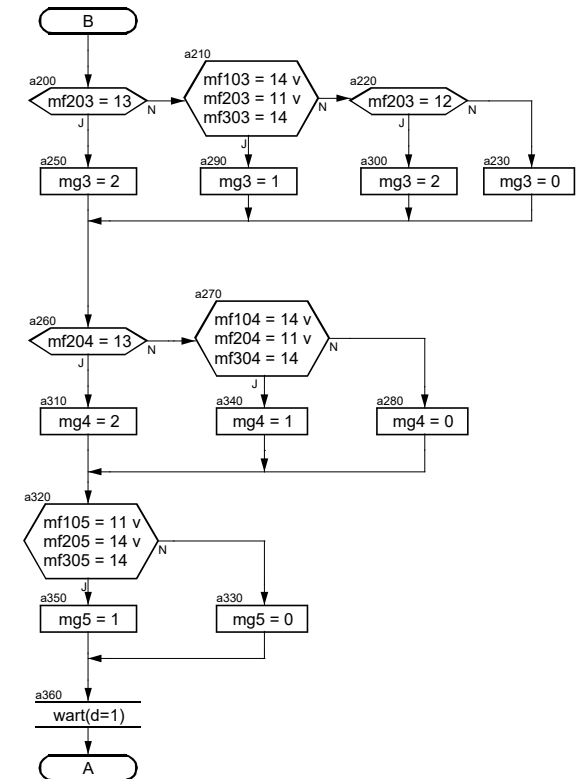 B
a200
mf203 = 13
N
J
a210
mf103 = 14 v
mf203 = 11 v
mf303 = 14
N
J
a220
mf203 = 12
N
J
a250
mg3 = 2
a290
mg3 = 1
a300
mg3 = 2
a230
mg3 = 0
a260
mf204 = 13
N
J
a270
mf104 = 14 v
mf204 = 11 v
mf304 = 14
N
J
a310
mg4 = 2
a340
mg4 = 1
a280
mg4 = 0
a320
mf105 = 11 v
mf205 = 14 v
mf305 = 14
N
J
a350
mg5 = 1
a330
mg5 = 0
a360
wart(d=1)
A